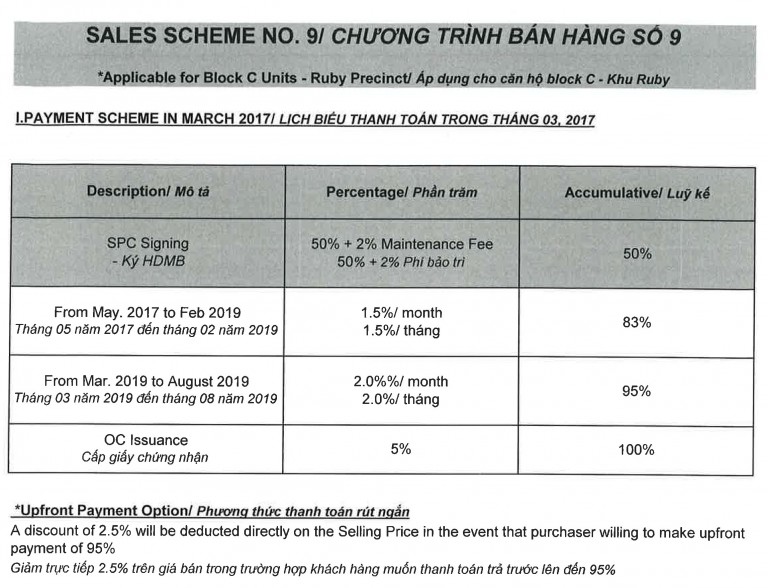 SALES SCHEME NO. 9/ CHƯƠNG TRÌNH BÁN HÀNG SỐ 9
*Applicable for Block C Units - Ruby Precinct/ Áp dụng cho căn hộ block C - Khu Ruby
I.PAYMENT SCHEME IN MARCH 2017/ LỊCH BIỂU THANH TOÁN TRONG THÁNG 03, 2017
Description/ Mô tả
Percentage/ Phần trăm
Accumulative/ Luỹ kế
SPC Signing
- Ký HDMB
50% + 2% Maintenance Fee
50% + 2% Phí bảo trì
50%
From May. 2017 to Feb 2019
Tháng 05 năm 2017 đến tháng 02 năm 2019
1.5%/ month
1.5%/ tháng
83%
From Mar. 2019 to August 2019
Tháng 03 năm 2019 đến tháng 08 năm 2019
2.0%%/ month
2.0%/ tháng
95%
OC Issuance
Cấp giấy chứng nhận
5%
100%
*Upfront Payment Option/ Phương thức thanh toán rút ngắn
A discount of 2.5% will be deducted directly on the Selling Price in the event that purchaser willing to make upfront
payment of 95%
Giảm trực tiếp 2.5% trên giá bán trong trường hợp khách hàng muốn thanh toán trả trước lên đến 95%